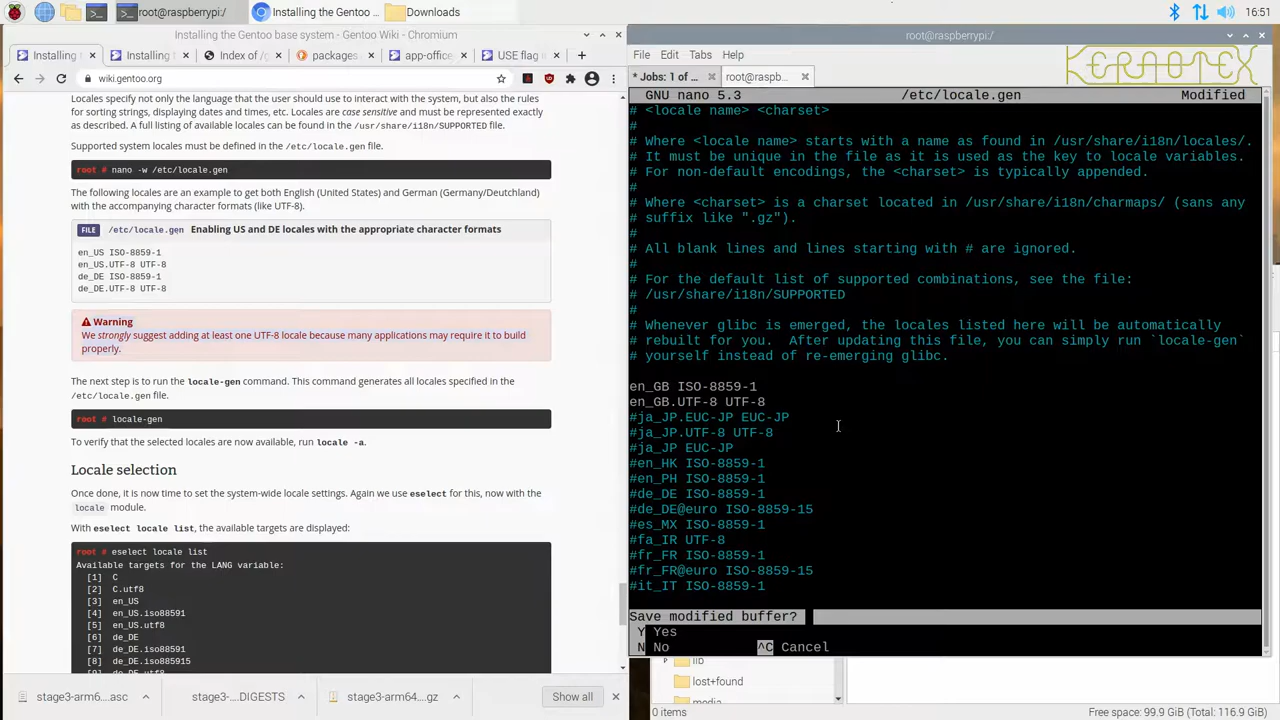 root@raspberrypi:/
Installing the Gentoo ...
Downloads
16:51
Installing the Gentoo base system - Gentoo Wiki - Chromium
Installing
Installing
Index of /
packages
app-office
USE flag i
wiki.gentoo.org
Locales specify not only the language that the user should use to interact with the system, but also the rules
for sorting strings, displaying dates and times, etc. Locales are case sensitive and must be represented exactly
as described. A full listing of available locales can be found in the /usr/share/i18n/SUPPORTED file.
Supported system locales must be defined in the /etc/locale.gen file.
root # nano -w /etc/locale.gen
The following locales are an example to get both English (United States) and German (Germany/Deutchland)
with the accompanying character formats (like UTF-8).
FILE /etc/locale.gen Enabling US and DE locales with the appropriate character formats
en_US ISO-8859-1
en_US.UTF-8 UTF-8
de_DE ISO-8859-1
de_DE.UTF-8 UTF-8
Warning
We strongly suggest adding at least one UTF-8 locale because many applications may require it to build
properly.
The next step is to run the locale-gen command. This command generates all locales specified in the
/etc/locale.gen file.
root # locale-gen
To verify that the selected locales are now available, run locale -a.
Locale selection
Once done, it is now time to set the system-wide locale settings. Again we use eselect for this, now with the
locale module.
With eselect locale list, the available targets are displayed:
root # eselect locale list
Available targets for the LANG variable:
[1] C
[2] C.utf8
[3] en_US
[4] en_US.iso88591
[5] en_US.utf8
[6] de_DE
[7] de_DE.iso88591
[8] de_DE.iso885915
[9] de_DE.utf8
stage3-arm6....asc
stage3-....DIGESTS
stage3-arm64....gz
Show all
root@raspberrypi:/
File Edit Tabs Help
KEROTEX
* Jobs: 1 of ...
root@raspb...
GNU nano 5.3 /etc/locale.gen Modified
# <locale name> <charset>
#
# Where <locale name> starts with a name as found in /usr/share/i18n/locales/.
# It must be unique in the file as it is used as the key to locale variables.
# For non-default encodings, the <charset> is typically appended.
#
# Where <charset> is a charset located in /usr/share/i18n/charmaps/ (sans any
# suffix like ".gz").
#
# All blank lines and lines starting with # are ignored.
#
# For the default list of supported combinations, see the file:
# /usr/share/i18n/SUPPORTED
#
# Whenever glibc is emerged, the locales listed here will be automatically
# rebuilt for you.  After updating this file, you can simply run `locale-gen`
# yourself instead of re-emerging glibc.
en_GB ISO-8859-1
en_GB.UTF-8 UTF-8
#ja_JP.EUC-JP EUC-JP
#ja_JP.UTF-8 UTF-8
#ja_JP EUC-JP
#en_HK ISO-8859-1
#en_PH ISO-8859-1
#de_DE ISO-8859-1
#de_DE@euro ISO-8859-15
#es_MX ISO-8859-1
#fa_IR UTF-8
#fr_FR ISO-8859-1
#fr_FR@euro ISO-8859-15
#it_IT ISO-8859-1
Save modified buffer?
Y Yes
N No ^C Cancel
lib
lost+found
media
0 items
Free space: 99.9 GiB (Total: 116.9 GiB)